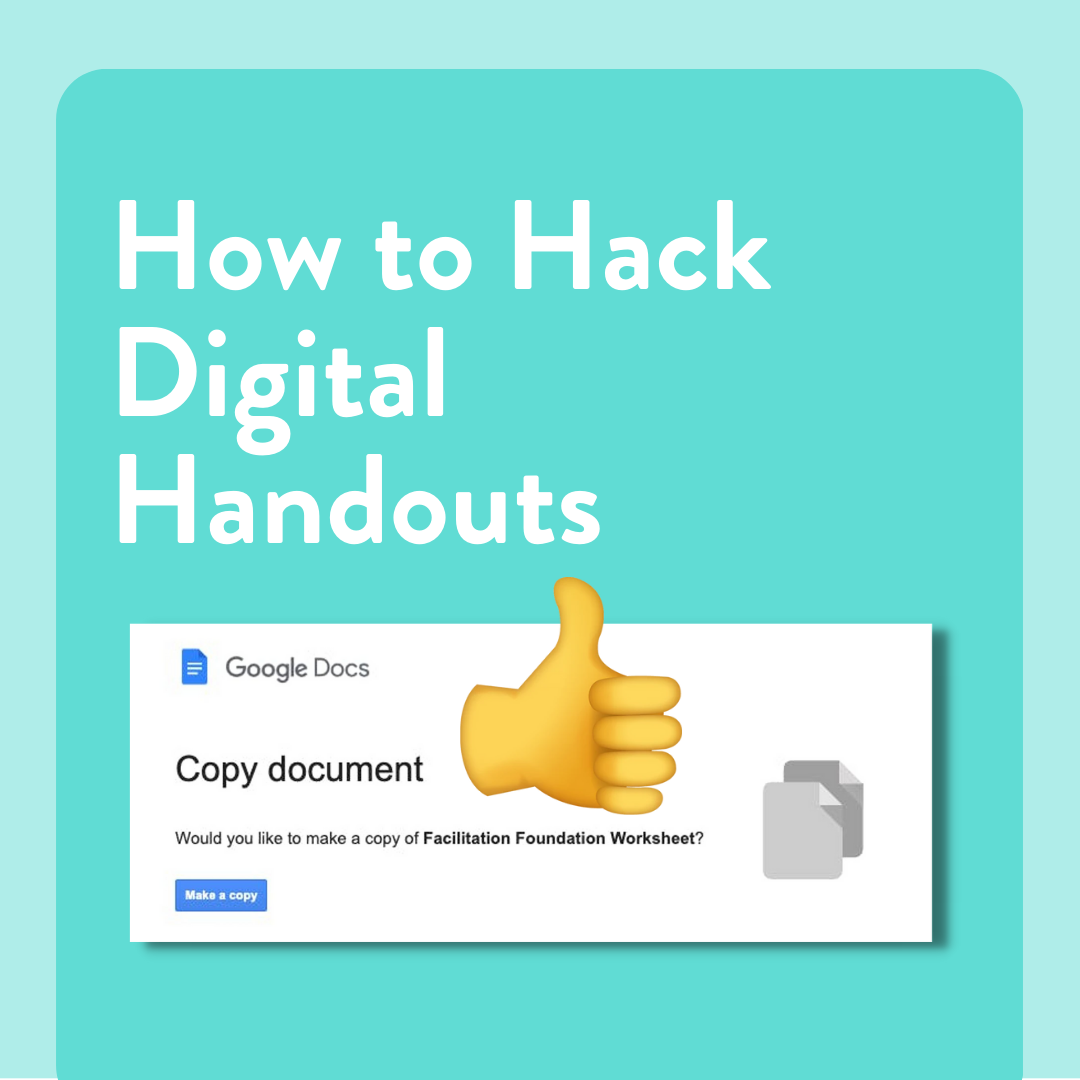 How to Hack
Digital
Handouts
Google Docs
Copy document
Would you like to make a copy of Facilitation Foundation Worksheet?
Make a copy